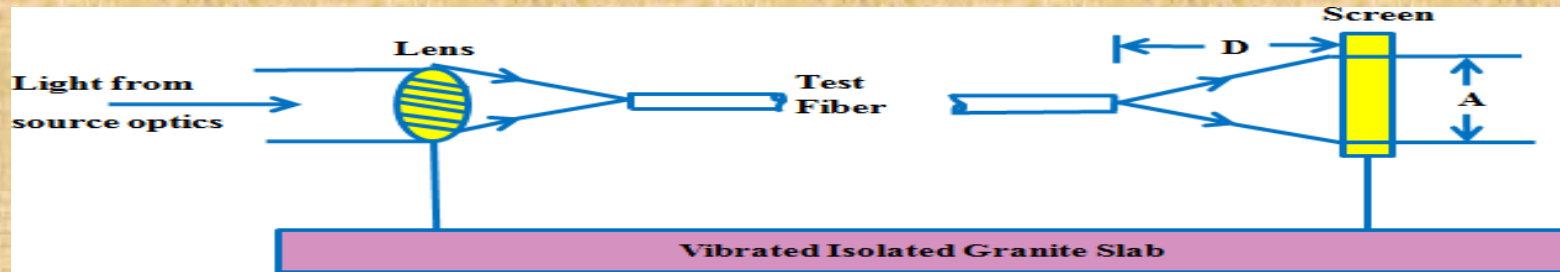 Screen
Lens
D
Light from
source optics
Test
Fiber
A
Vibrated Isolated Granite Slab